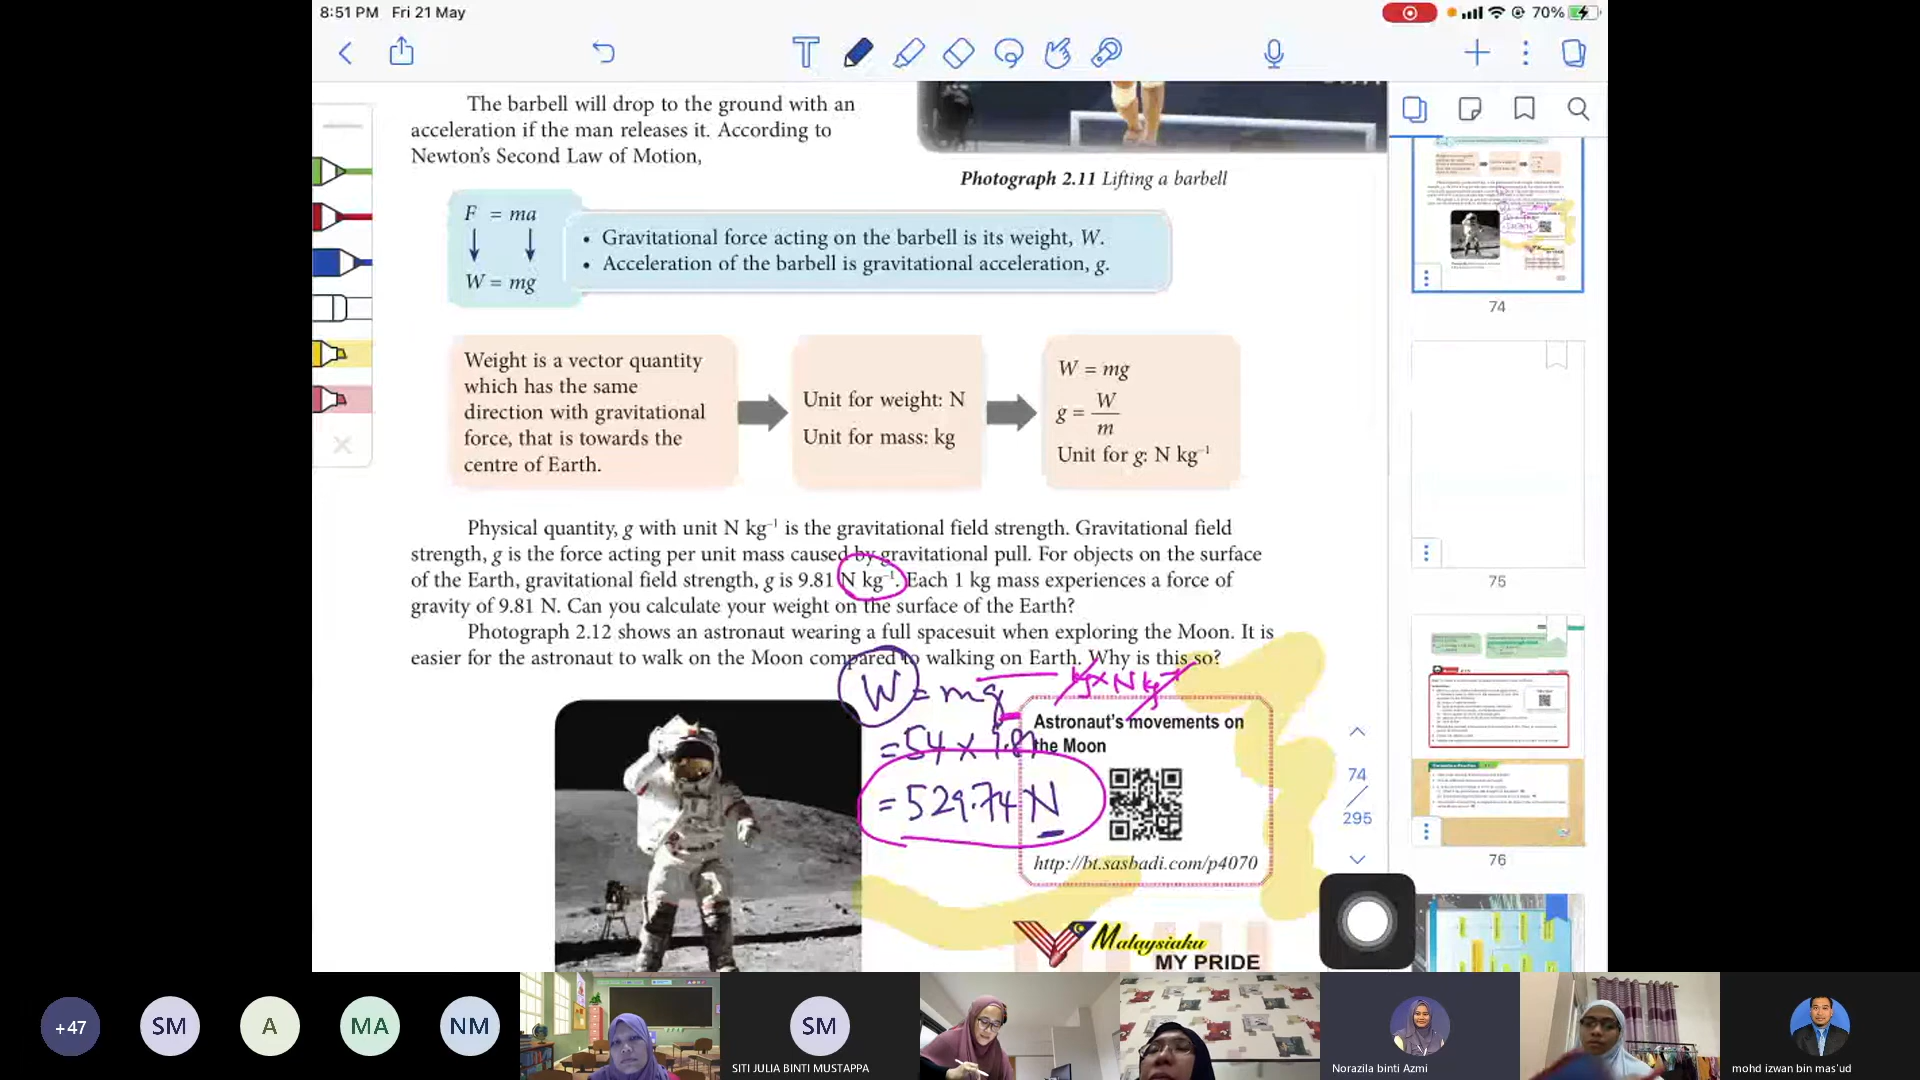 8:51 PM Fri 21 May
70%
The barbell will drop to the ground with an
acceleration if the man releases it. According to
Newton's Second Law of Motion,
Photograph 2.11 Lifting a barbell
F = ma
W = mg
• Gravitational force acting on the barbell is its weight, W.
• Acceleration of the barbell is gravitational acceleration, g.
Weight is a vector quantity
which has the same
direction with gravitational
force, that is towards the
centre of Earth.
Unit for weight: N
Unit for mass: kg
W = mg
g = W/m
Unit for g: N kg⁻¹
Physical quantity, g with unit N kg⁻¹ is the gravitational field strength. Gravitational field
strength, g is the force acting per unit mass caused by gravitational pull. For objects on the surface
of the Earth, gravitational field strength, g is 9.81 N kg⁻¹. Each 1 kg mass experiences a force of
gravity of 9.81 N. Can you calculate your weight on the surface of the Earth?
Photograph 2.12 shows an astronaut wearing a full spacesuit when exploring the Moon. It is
easier for the astronaut to walk on the Moon compared to walking on Earth. Why is this so?
kg × N kg⁻¹
W = mg
= 54 × 9.81
= 529.74 N
Astronaut's movements on
the Moon
http://bt.sasbadi.com/p4070
Malaysiaku
MY PRIDE
74
75
76
74
295
+47
SM
A
MA
NM
SM
SITI JULIA BINTI MUSTAPPA
Norazila binti Azmi
mohd izwan bin mas'ud